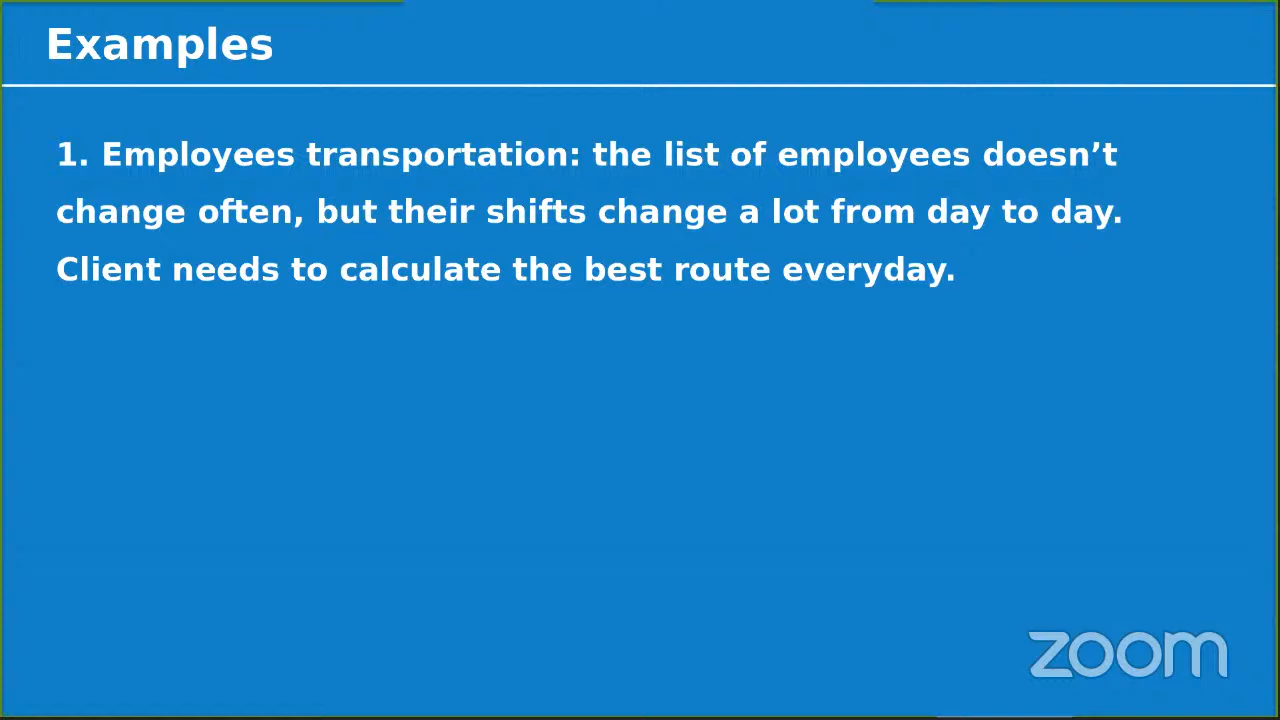 Examples
1. Employees transportation: the list of employees doesn’t
change often, but their shifts change a lot from day to day.
Client needs to calculate the best route everyday.
zoom